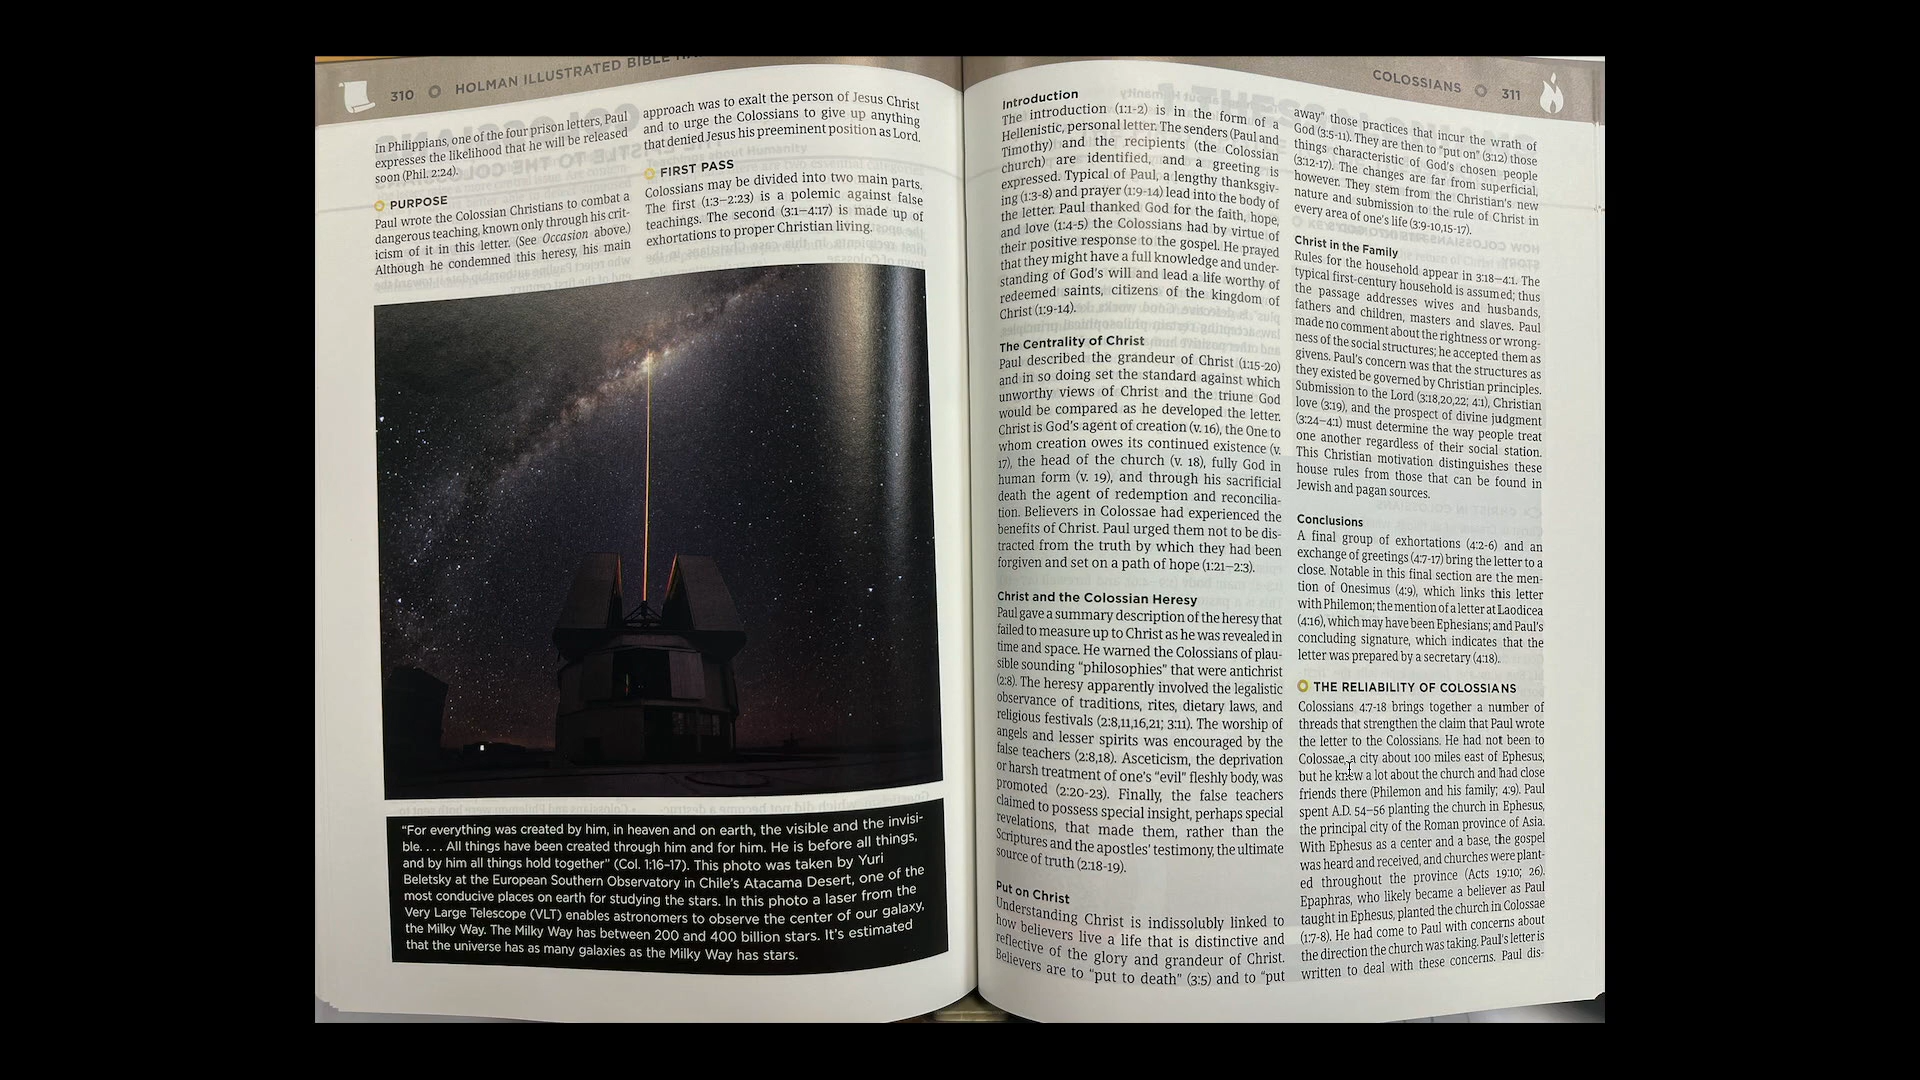 310 HOLMAN ILLUSTRATED BIBLE
In Philippians, one of the four prison letters, Paul
expresses the likelihood that he will be released
soon (Phil. 2:24).
PURPOSE
Paul wrote the Colossian Christians to combat a
dangerous teaching, known only through his crit-
icism of it in this letter. (See Occasion above.)
Although he condemned this heresy, his main
approach was to exalt the person of Jesus Christ
and to urge the Colossians to give up anything
that denied Jesus his preeminent position as Lord.
FIRST PASS
Colossians may be divided into two main parts.
The first (1:3–2:23) is a polemic against false
teachings. The second (3:1–4:17) is made up of
exhortations to proper Christian living.
“For everything was created by him, in heaven and on earth, the visible and the invisi-
ble. . . . All things have been created through him and for him. He is before all things,
and by him all things hold together” (Col. 1:16–17). This photo was taken by Yuri
Beletsky at the European Southern Observatory in Chile’s Atacama Desert, one of the
most conducive places on earth for studying the stars. In this photo a laser from the
Very Large Telescope (VLT) enables astronomers to observe the center of our galaxy,
the Milky Way. The Milky Way has between 200 and 400 billion stars. It’s estimated
that the universe has as many galaxies as the Milky Way has stars.
COLOSSIANS 311
Introduction
The introduction (1:1-2) is in the form of a
Hellenistic, personal letter. The senders (Paul and
Timothy) and the recipients (the Colossian
church) are identified, and a greeting is
expressed. Typical of Paul, a lengthy thanksgiv-
ing (1:3-8) and prayer (1:9-14) lead into the body of
the letter. Paul thanked God for the faith, hope,
and love (1:4-5) the Colossians had by virtue of
their positive response to the gospel. He prayed
that they might have a full knowledge and under-
standing of God’s will and lead a life worthy of
redeemed saints, citizens of the kingdom of
Christ (1:9-14).
The Centrality of Christ
Paul described the grandeur of Christ (1:15-20)
and in so doing set the standard against which
unworthy views of Christ and the triune God
would be compared as he developed the letter.
Christ is God’s agent of creation (v. 16), the One to
whom creation owes its continued existence (v.
17), the head of the church (v. 18), fully God in
human form (v. 19), and through his sacrificial
death the agent of redemption and reconcilia-
tion. Believers in Colossae had experienced the
benefits of Christ. Paul urged them not to be dis-
tracted from the truth by which they had been
forgiven and set on a path of hope (1:21–2:3).
Christ and the Colossian Heresy
Paul gave a summary description of the heresy that
failed to measure up to Christ as he was revealed in
time and space. He warned the Colossians of plau-
sible sounding “philosophies” that were antichrist
(2:8). The heresy apparently involved the legalistic
observance of traditions, rites, dietary laws, and
religious festivals (2:8,11,16,21; 3:11). The worship of
angels and lesser spirits was encouraged by the
false teachers (2:8,18). Asceticism, the deprivation
or harsh treatment of one’s “evil” fleshly body, was
promoted (2:20-23). Finally, the false teachers
claimed to possess special insight, perhaps special
revelations, that made them, rather than the
Scriptures and the apostles’ testimony, the ultimate
source of truth (2:18-19).
Put on Christ
Understanding Christ is indissolubly linked to
how believers live a life that is distinctive and
reflective of the glory and grandeur of Christ.
Believers are to “put to death” (3:5) and to “put
away” those practices that incur the wrath of
God (3:5-11). They are then to “put on” (3:12) those
things characteristic of God’s chosen people
(3:12-17). The changes are far from superficial,
however. They stem from the Christian’s new
nature and submission to the rule of Christ in
every area of one’s life (3:9-10,15-17).
Christ in the Family
Rules for the household appear in 3:18–4:1. The
typical first-century household is assumed; thus
the passage addresses wives and husbands,
fathers and children, masters and slaves. Paul
made no comment about the rightness or wrong-
ness of the social structures; he accepted them as
givens. Paul’s concern was that the structures as
they existed be governed by Christian principles.
Submission to the Lord (3:18,20,22; 4:1), Christian
love (3:19), and the prospect of divine judgment
(3:24–4:1) must determine the way people treat
one another regardless of their social station.
This Christian motivation distinguishes these
house rules from those that can be found in
Jewish and pagan sources.
Conclusions
A final group of exhortations (4:2-6) and an
exchange of greetings (4:7-17) bring the letter to a
close. Notable in this final section are the men-
tion of Onesimus (4:9), which links this letter
with Philemon; the mention of a letter at Laodicea
(4:16), which may have been Ephesians; and Paul’s
concluding signature, which indicates that the
letter was prepared by a secretary (4:18).
THE RELIABILITY OF COLOSSIANS
Colossians 4:7-18 brings together a number of
threads that strengthen the claim that Paul wrote
the letter to the Colossians. He had not been to
Colossae, a city about 100 miles east of Ephesus,
but he knew a lot about the church and had close
friends there (Philemon and his family; 4:9). Paul
spent A.D. 54–56 planting the church in Ephesus,
the principal city of the Roman province of Asia.
With Ephesus as a center and a base, the gospel
was heard and received, and churches were plant-
ed throughout the province (Acts 19:10; 26).
Epaphras, who likely became a believer as Paul
taught in Ephesus, planted the church in Colossae
(1:7-8). He had come to Paul with concerns about
the direction the church was taking. Paul’s letter is
written to deal with these concerns. Paul dis-